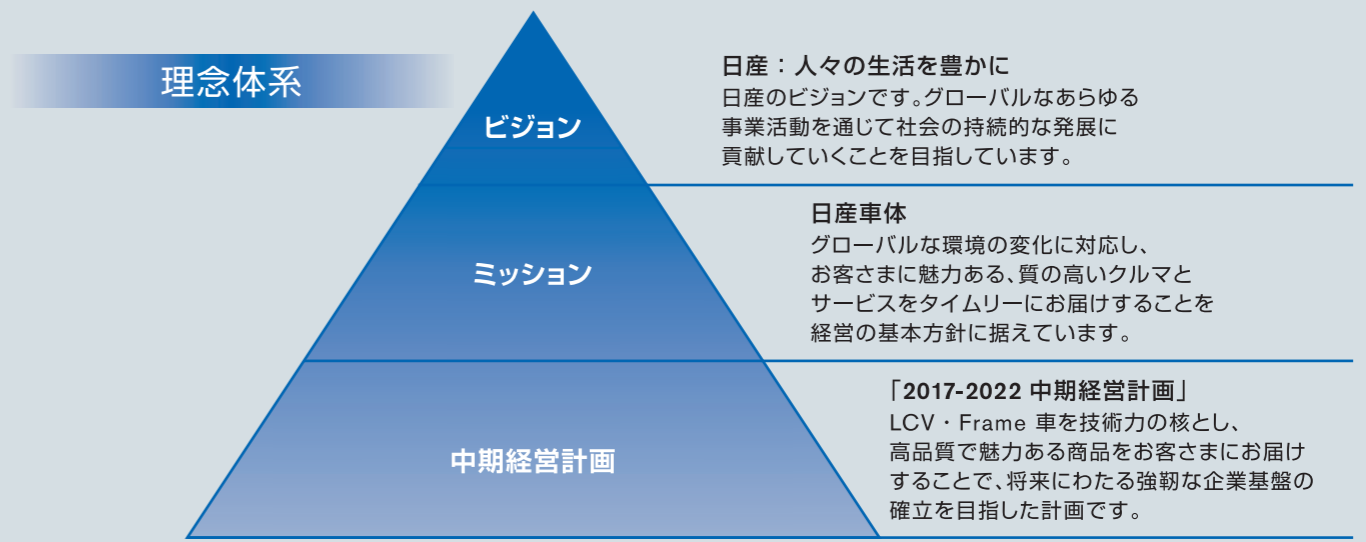 理念体系
ビジョン
日産：人々の生活を豊かに
日産のビジョンです。グローバルなあらゆる
事業活動を通じて社会の持続的な発展に
貢献していくことを目指しています。
ミッション
日産車体
グローバルな環境の変化に対応し、
お客さまに魅力ある、質の高いクルマと
サービスをタイムリーにお届けすることを
経営の基本方針に据えています。
中期経営計画
「2017-2022 中期経営計画」
LCV・Frame 車を技術力の核とし、
高品質で魅力ある商品をお客さまにお届け
することで、将来にわたる強靭な企業基盤の
確立を目指した計画です。